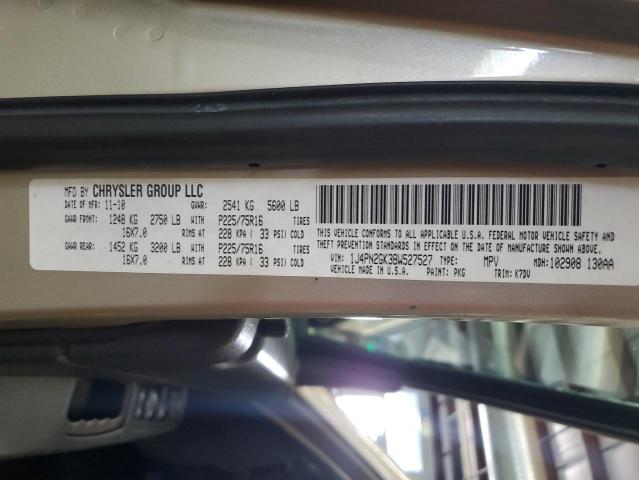 MFD BY CHRYSLER GROUP LLC
DATE OF MFR: 11-10 GVWR: 2541 KG 5600 LB
GAWR FRONT: 1248 KG 2750 LB WITH P225/75R16 TIRES
16X7.0 RIMS AT 228 KPA ( 33 PSI) COLD
GAWR REAR: 1452 KG 3200 LB WITH P225/75R16 TIRES
16X7.0 RIMS AT 228 KPA ( 33 PSI) COLD
THIS VEHICLE CONFORMS TO ALL APPLICABLE U.S.A. FEDERAL MOTOR VEHICLE SAFETY AND
THEFT PREVENTION STANDARDS IN EFFECT ON THE DATE OF MANUFACTURE SHOWN ABOVE.
VIN: 1J4PN2GK3BW527527 TYPE: MPV MDH: 102908 130AA
VEHICLE MADE IN U.S.A. PAINT: PKG TRIM: K7DV